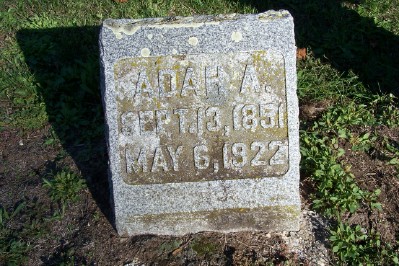 ADAH A.
SEPT. 13, 1851
MAY 6, 1922